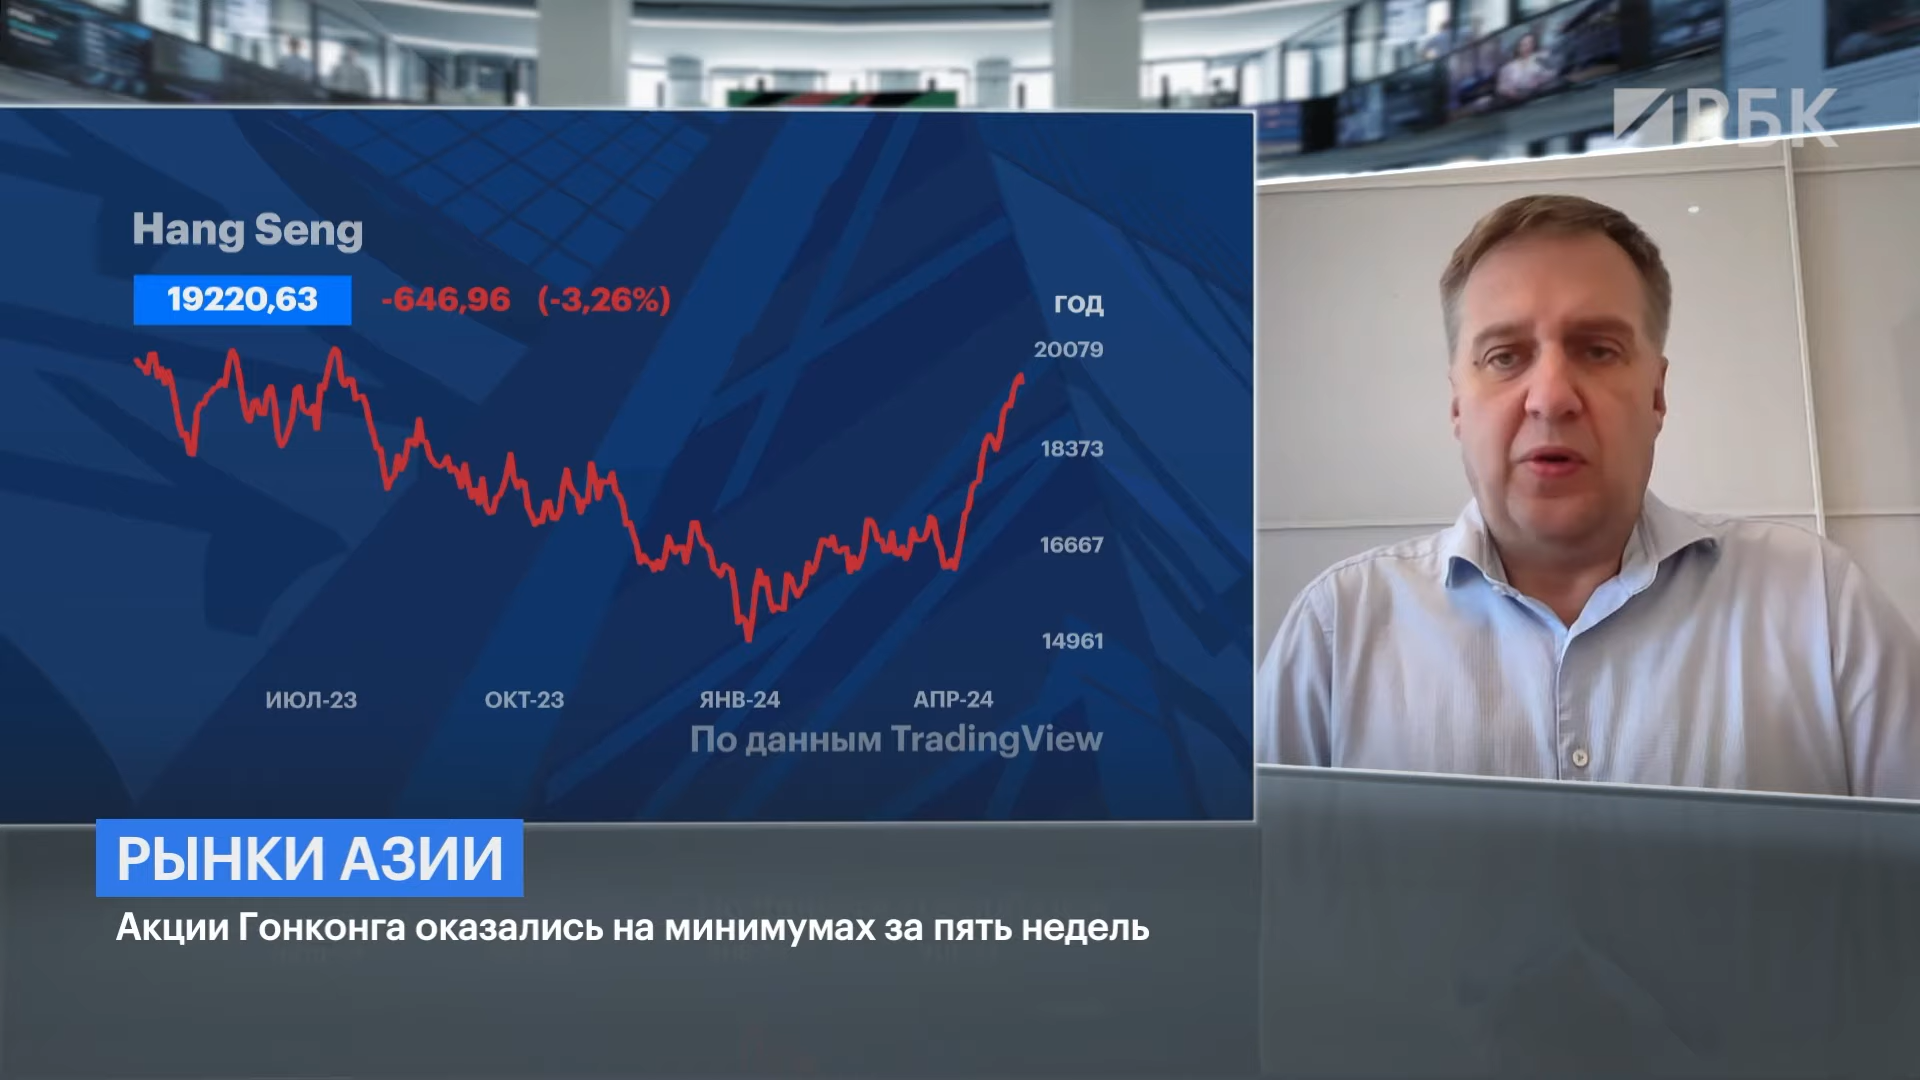 РБК
Hang Seng
19220,63 -646,96 (-3,26%)
ГОД
20079
18373
16667
14961
ИЮЛ-23 ОКТ-23 ЯНВ-24 АПР-24
По данным TradingView
РЫНКИ АЗИИ
Акции Гонконга оказались на минимумах за пять недель